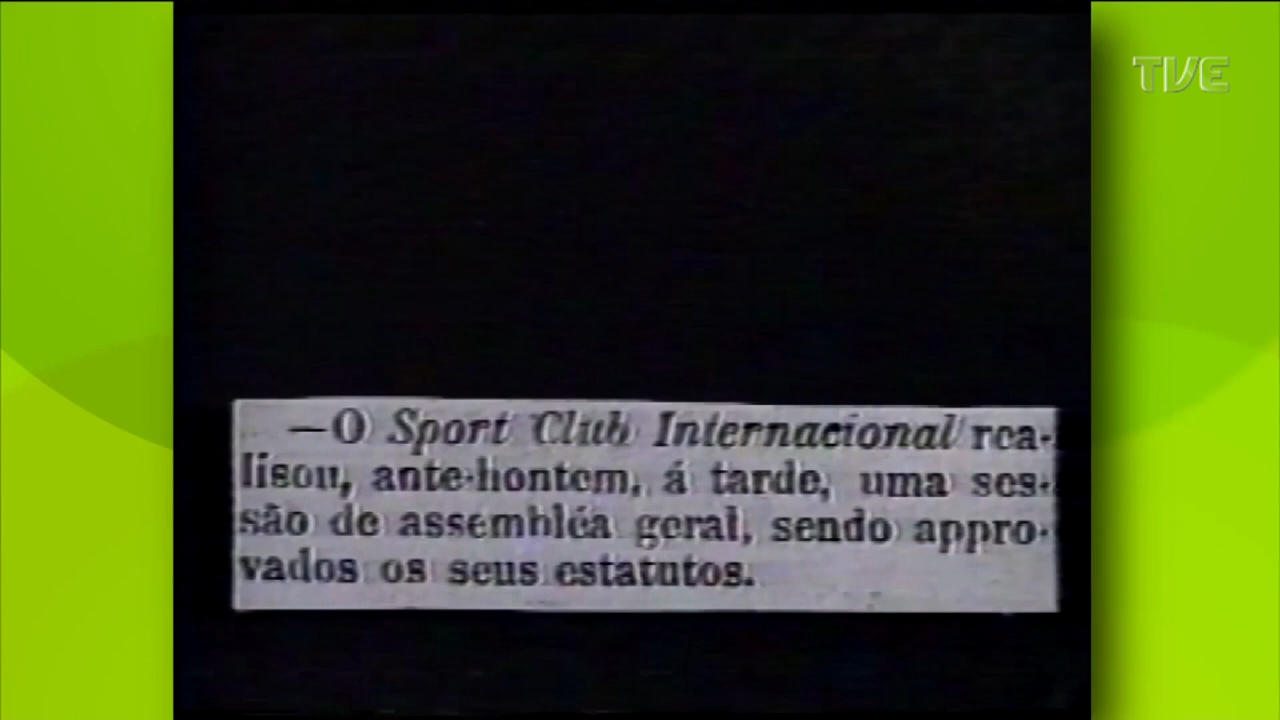 TVE
—O Sport Club Internacional rea-
lisou, ante-hontem, á tarde, uma ses-
são de assembléa geral, sendo appro-
vados os seus estatutos.